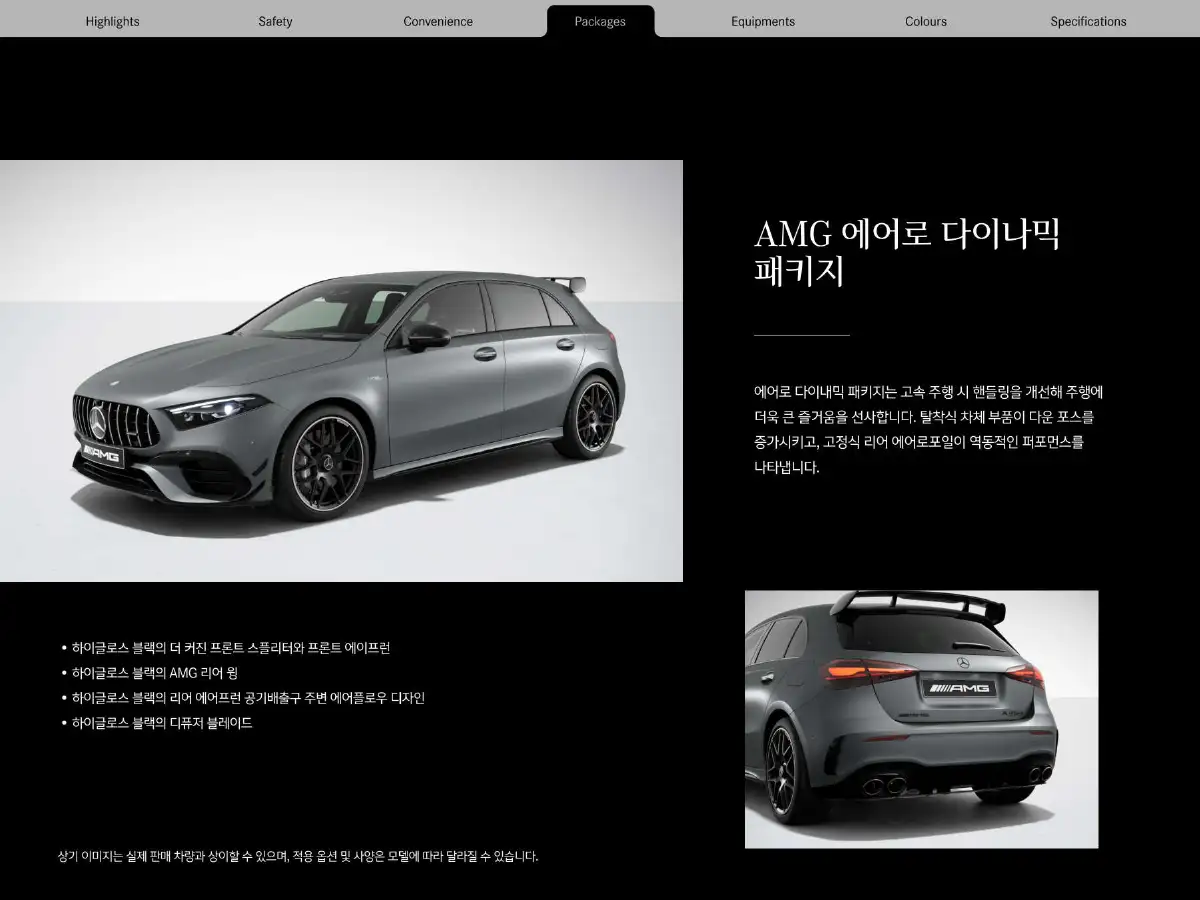 Highlights
Safety
Convenience
Packages
Equipments
Colours
Specifications
AMG 에어로 다이나믹
패키지
에어로 다이내믹 패키지는 고속 주행 시 핸들링을 개선해 주행에
더욱 큰 즐거움을 선사합니다. 탈착식 차체 부품이 다운 포스를
증가시키고, 고정식 리어 에어로포일이 역동적인 퍼포먼스를
나타냅니다.
AMG
AMG
• 하이글로스 블랙의 더 커진 프론트 스플리터와 프론트 에이프런
• 하이글로스 블랙의 AMG 리어 윙
• 하이글로스 블랙의 리어 에어프런 공기배출구 주변 에어플로우 디자인
• 하이글로스 블랙의 디퓨저 블레이드
상기 이미지는 실제 판매 차량과 상이할 수 있으며, 적용 옵션 및 사양은 모델에 따라 달라질 수 있습니다.